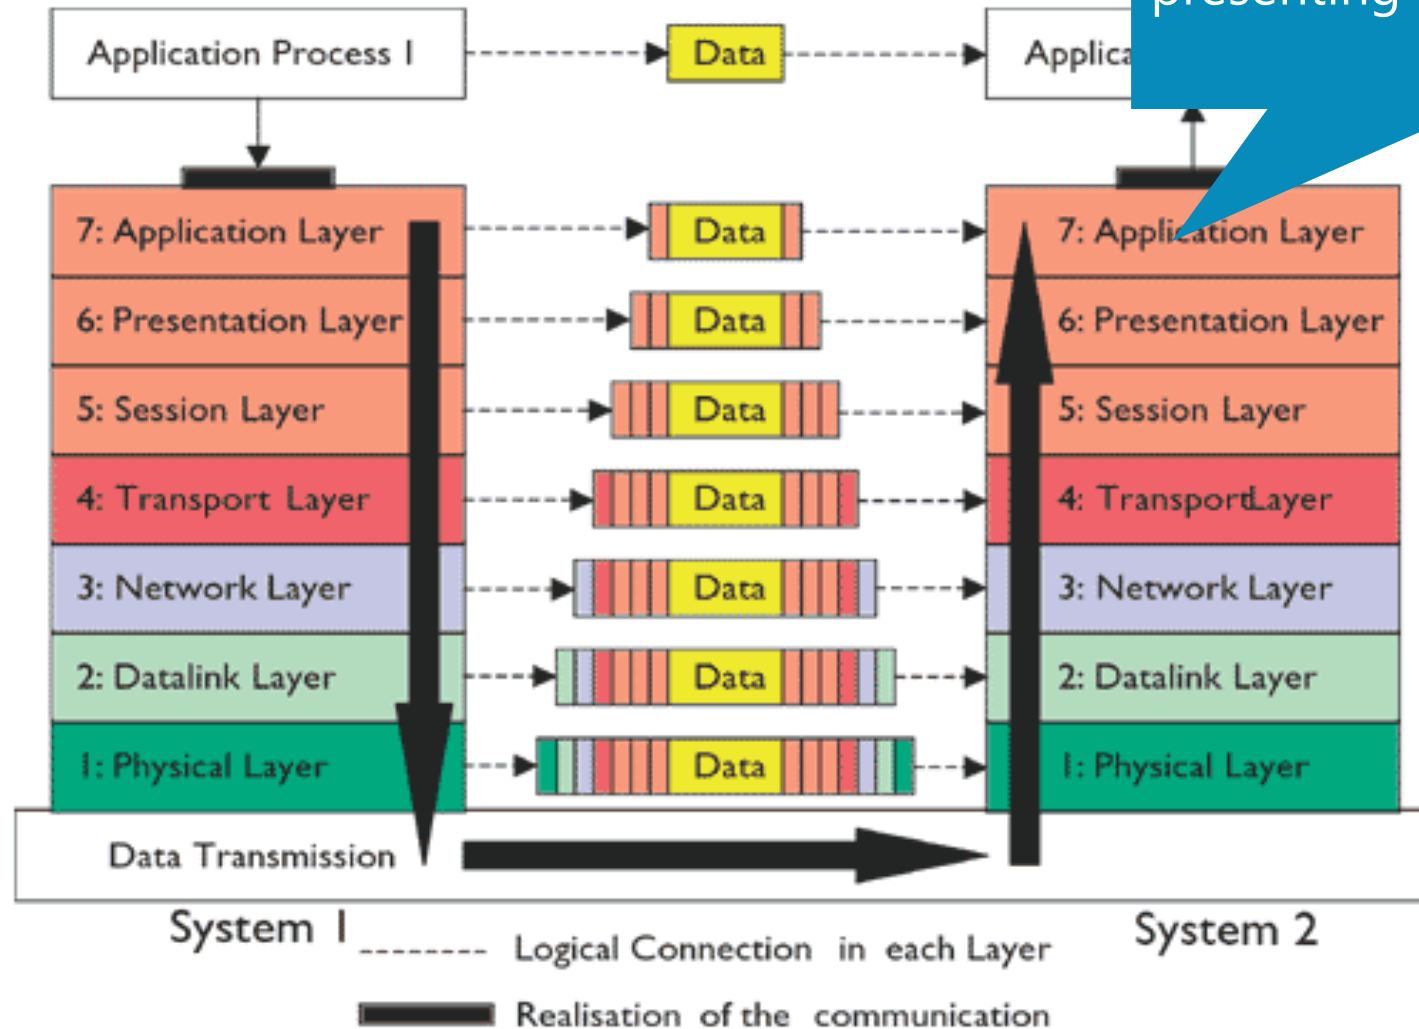 presenting
Application Process 1
Data
Applica
7: Application Layer
Data
7: Application Layer
6: Presentation Layer
Data
6: Presentation Layer
5: Session Layer
Data
5: Session Layer
4: Transport Layer
Data
4: Transport Layer
3: Network Layer
Data
3: Network Layer
2: Datalink Layer
Data
2: Datalink Layer
1: Physical Layer
Data
1: Physical Layer
Data Transmission
System 1
System 2
Logical Connection in each Layer
Realisation of the communication